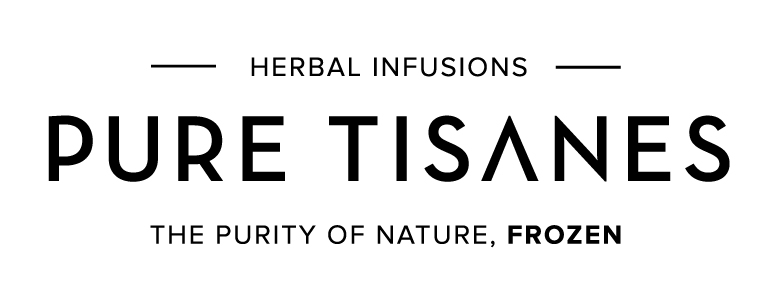 HERBAL INFUSIONS
PURE TISANES
THE PURITY OF NATURE, FROZEN